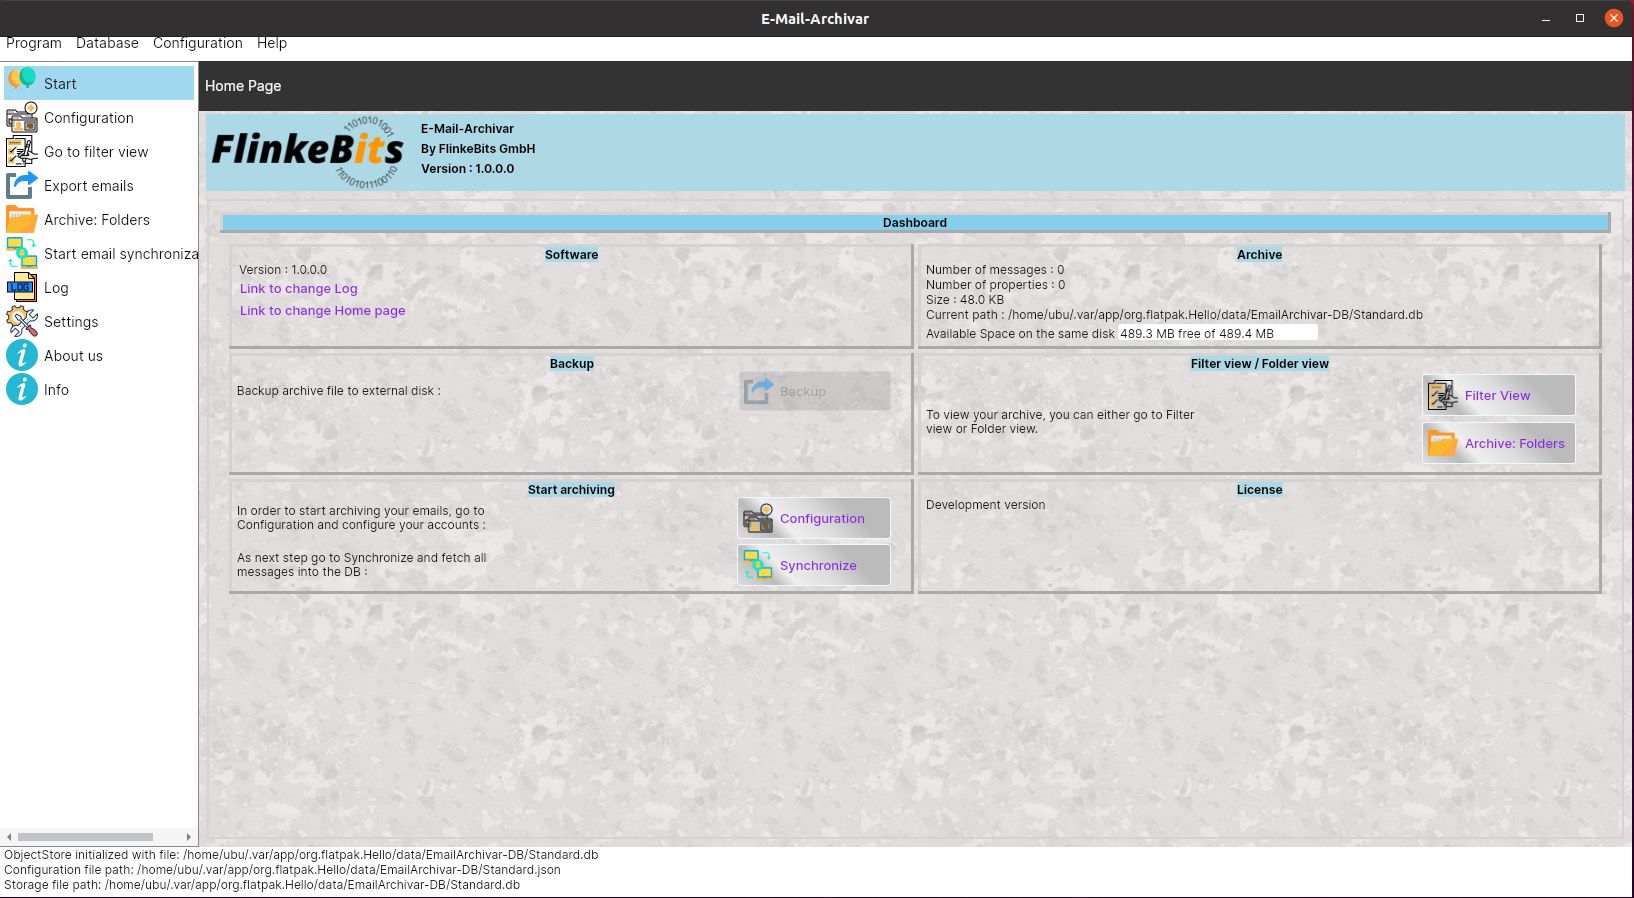 E-Mail-Archivar
Program Database Configuration Help
Start
Configuration
Go to filter view
Export emails
Archive: Folders
Start email synchroniza
Log
Settings
About us
Info
Home Page
FlinkeBits
11010101001
110101011100110
E-Mail-Archivar
By FlinkeBits GmbH
Version : 1.0.0.0
Dashboard
Software
Version : 1.0.0.0
Link to change Log
Link to change Home page
Archive
Number of messages : 0
Number of properties : 0
Size : 48.0 KB
Current path : /home/ubu/.var/app/org.flatpak.Hello/data/EmailArchivar-DB/Standard.db
Available Space on the same disk 489.3 MB free of 489.4 MB
Backup
Backup archive file to external disk :
Backup
Filter view / Folder view
To view your archive, you can either go to Filter
view or Folder view.
Filter View
Archive: Folders
Start archiving
In order to start archiving your emails, go to
Configuration and configure your accounts :
Configuration
As next step go to Synchronize and fetch all
messages into the DB :
Synchronize
License
Development version
ObjectStore initialized with file: /home/ubu/.var/app/org.flatpak.Hello/data/EmailArchivar-DB/Standard.db
Configuration file path: /home/ubu/.var/app/org.flatpak.Hello/data/EmailArchivar-DB/Standard.json
Storage file path: /home/ubu/.var/app/org.flatpak.Hello/data/EmailArchivar-DB/Standard.db